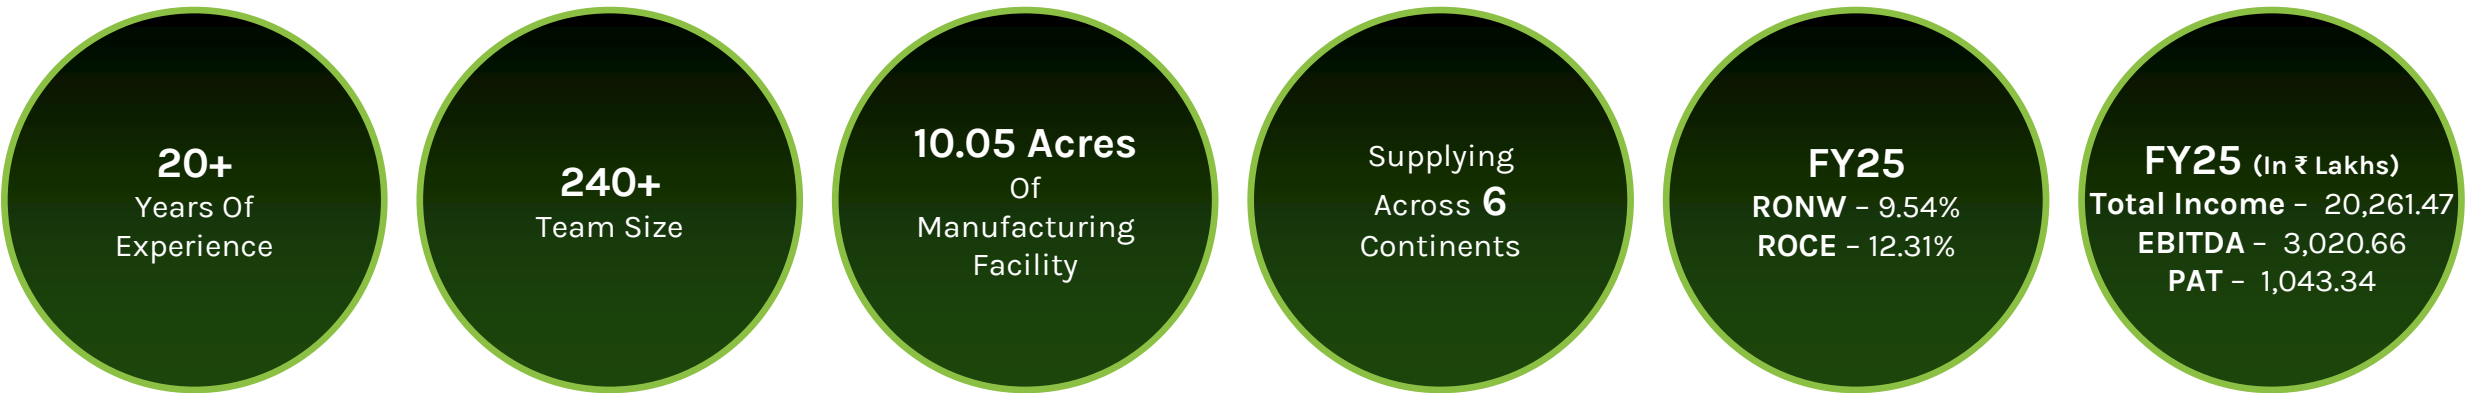 20+
Years Of
Experience
240+
Team Size
10.05 Acres
Of
Manufacturing
Facility
Supplying
Across 6
Continents
FY25
RONW – 9.54%
ROCE – 12.31%
FY25 (In ₹ Lakhs)
Total Income – 20,261.47
EBITDA – 3,020.66
PAT – 1,043.34